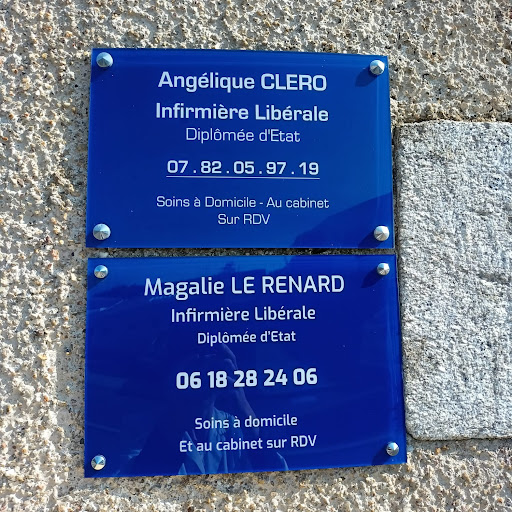 Angélique CLERO
Infirmière Libérale
Diplômée d'Etat
07.82.05.97.19
Soins à Domicile - Au cabinet
Sur RDV
Magalie LE RENARD
Infirmière Libérale
Diplômée d'Etat
06 18 28 24 06
Soins à domicile
Et au cabinet sur RDV